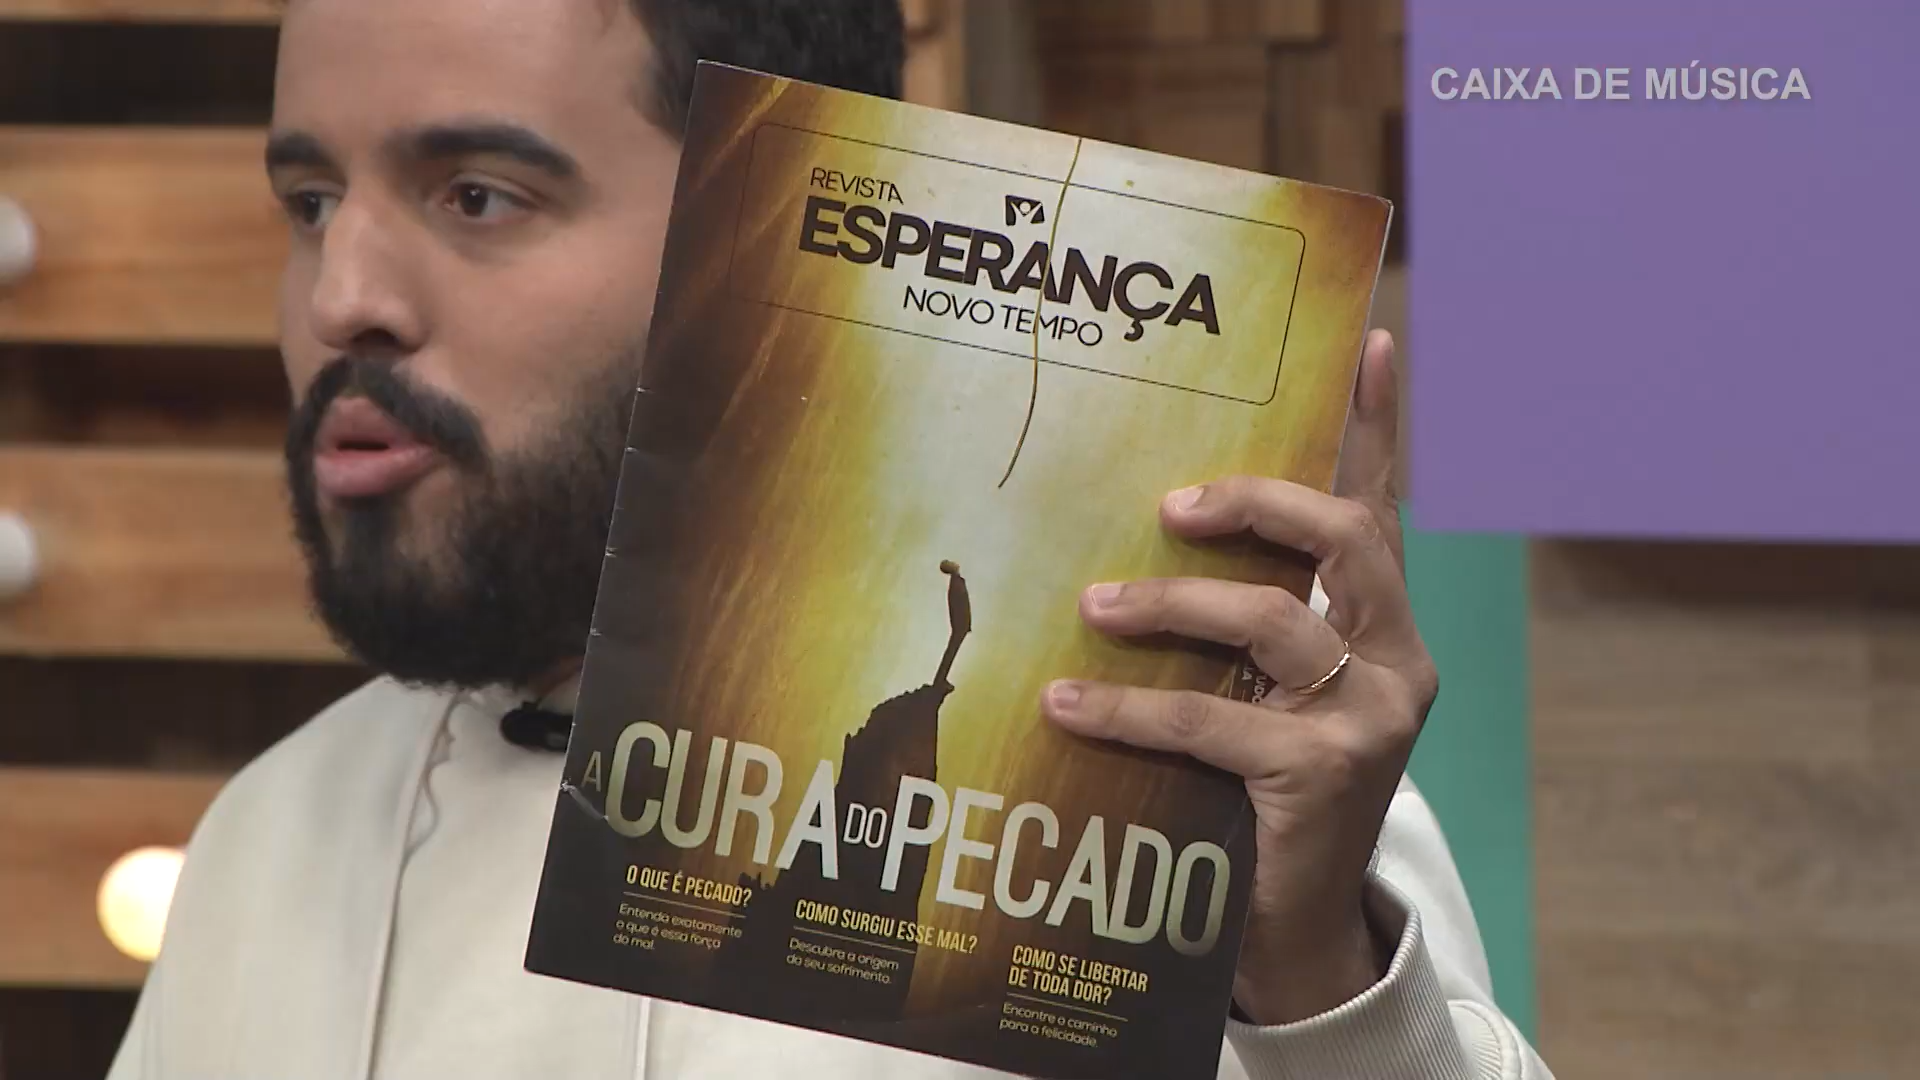 CAIXA DE MÚSICA
REVISTA
ESPERANÇA
NOVO TEMPO
A CURA DO PECADO
O QUE É PECADO?
Entenda exatamente
o que é essa força
do mal.
COMO SURGIU ESSE MAL?
Descubra a origem
do seu sofrimento.
COMO SE LIBERTAR
DE TODA DOR?
Encontre o caminho
para a felicidade.